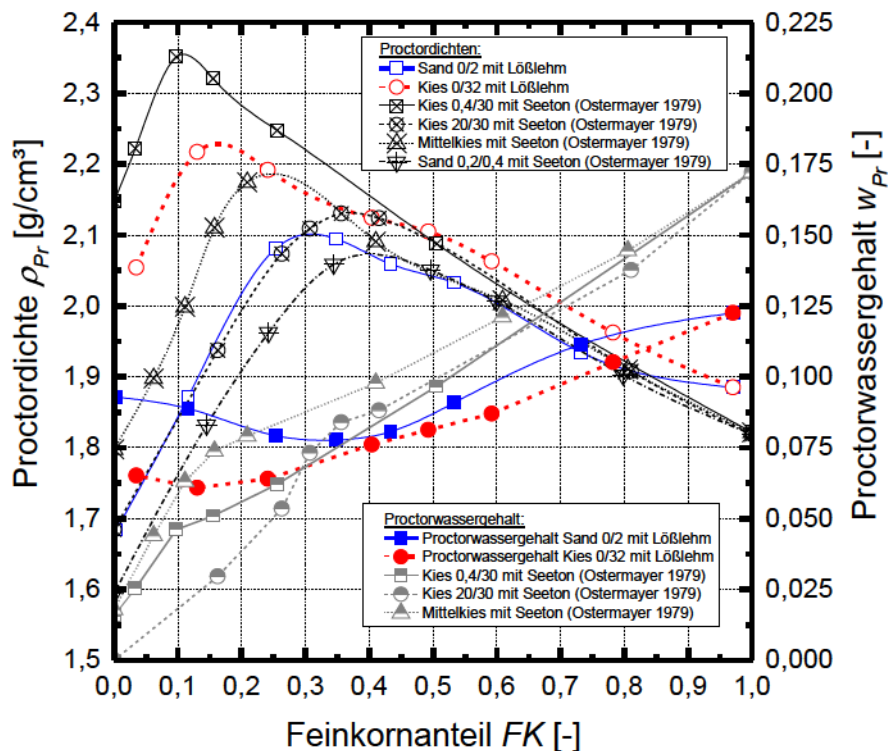 2,4
2,3
2,2
2,1
2,0
1,9
1,8
1,7
1,6
1,5
Proctordichte ρPr [g/cm³]
Proctordichten:
Sand 0/2 mit Lößlehm
Kies 0/32 mit Lößlehm
Kies 0,4/30 mit Seeton (Ostermayer 1979)
Kies 20/30 mit Seeton (Ostermayer 1979)
Mittelkies mit Seeton (Ostermayer 1979)
Sand 0,2/0,4 mit Seeton (Ostermayer 1979)
Proctorwassergehalt:
Proctorwassergehalt Sand 0/2 mit Lößlehm
Proctorwassergehalt Kies 0/32 mit Lößlehm
Kies 0,4/30 mit Seeton (Ostermayer 1979)
Kies 20/30 mit Seeton (Ostermayer 1979)
Mittelkies mit Seeton (Ostermayer 1979)
0,225
0,200
0,175
0,150
0,125
0,100
0,075
0,050
0,025
0,000
Proctorwassergehalt wPr [-]
0,0 0,1 0,2 0,3 0,4 0,5 0,6 0,7 0,8 0,9 1,0
Feinkornanteil FK [-]